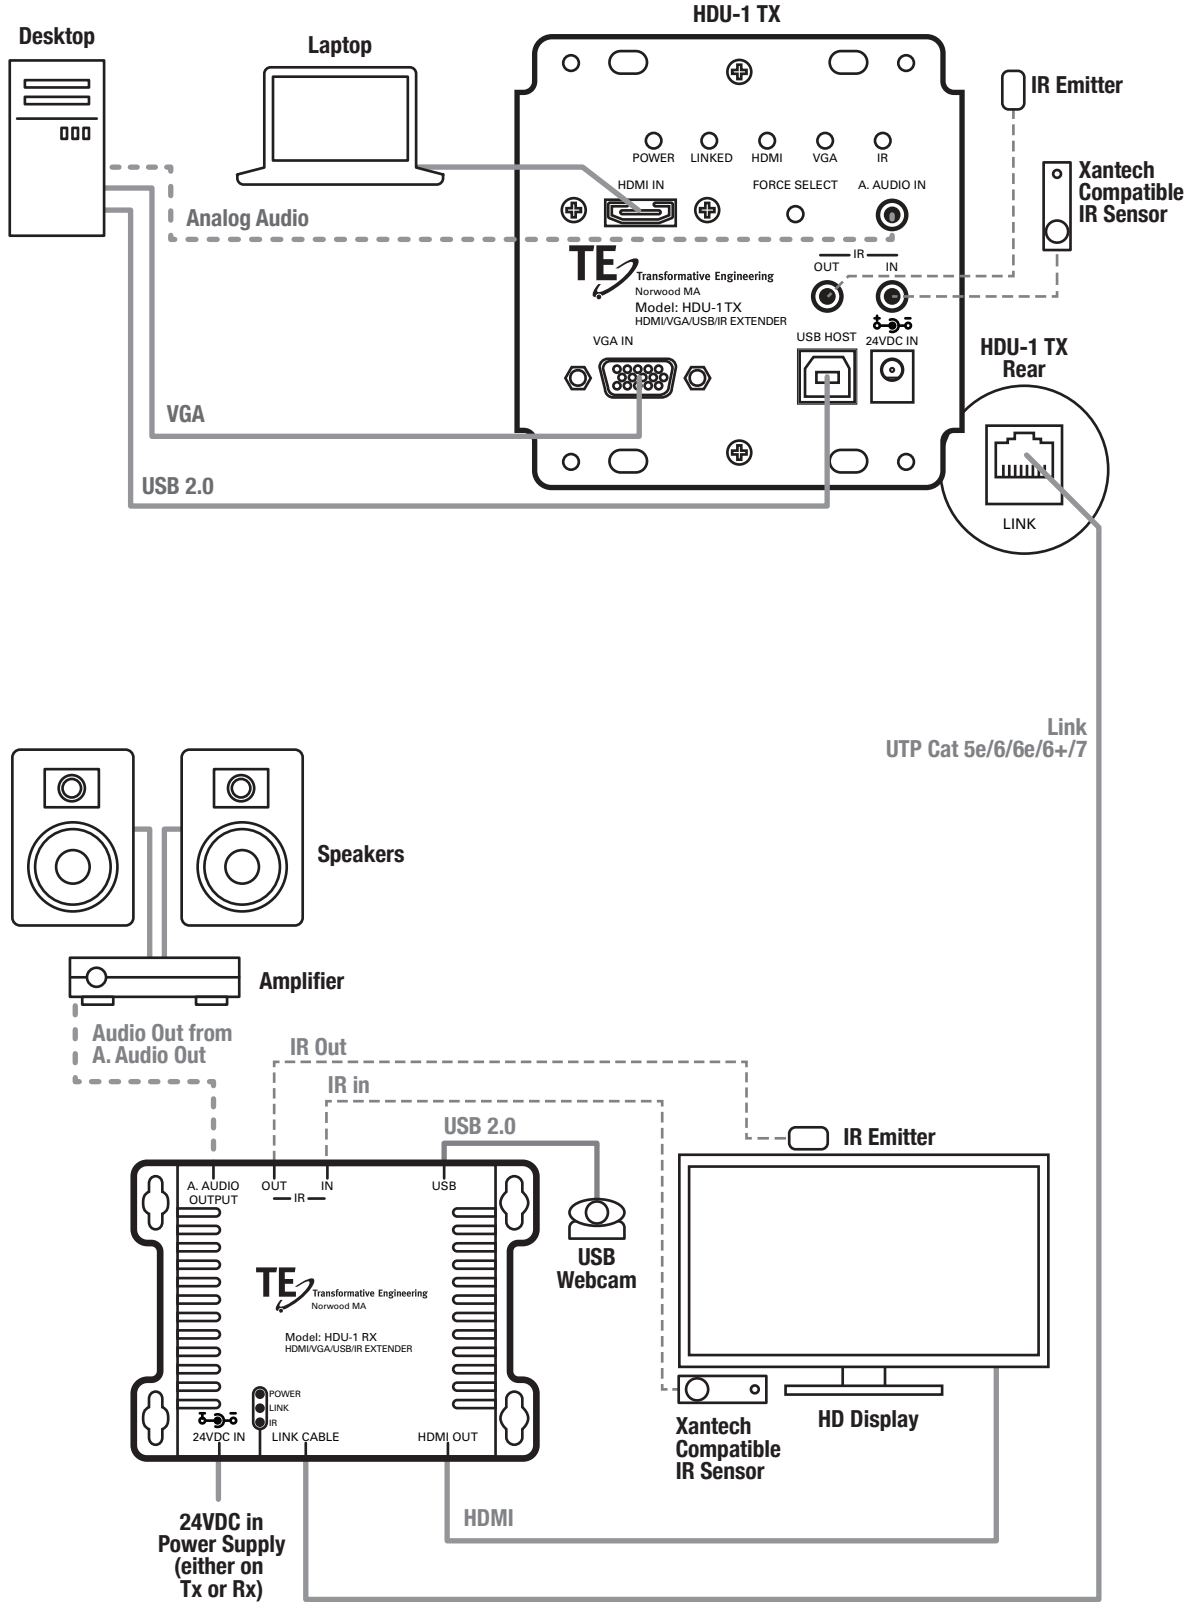 HDU-1 TX
Desktop
Laptop
IR Emitter
Xantech
Compatible
IR Sensor
POWER
LINKED
HDMI
VGA
IR
HDMI IN
FORCE SELECT
A. AUDIO IN
Analog Audio
IR
OUT
IN
TE
Transformative Engineering
Norwood MA
Model: HDU-1TX
HDMI/VGA/USB/IR EXTENDER
VGA IN
USB HOST
24VDC IN
HDU-1 TX
Rear
VGA
USB 2.0
LINK
Link
UTP Cat 5e/6/6e/6+/7
Speakers
Amplifier
Audio Out from
A. Audio Out
IR Out
IR in
USB 2.0
IR Emitter
A. AUDIO
OUTPUT
OUT
IN
IR
USB
USB
Webcam
TE
Transformative Engineering
Norwood MA
Model: HDU-1 RX
HDMI/VGA/USB/IR EXTENDER
POWER
LINK
IR
24VDC IN
LINK CABLE
HDMI OUT
Xantech
Compatible
IR Sensor
HD Display
24VDC in
Power Supply
(either on
Tx or Rx)
HDMI